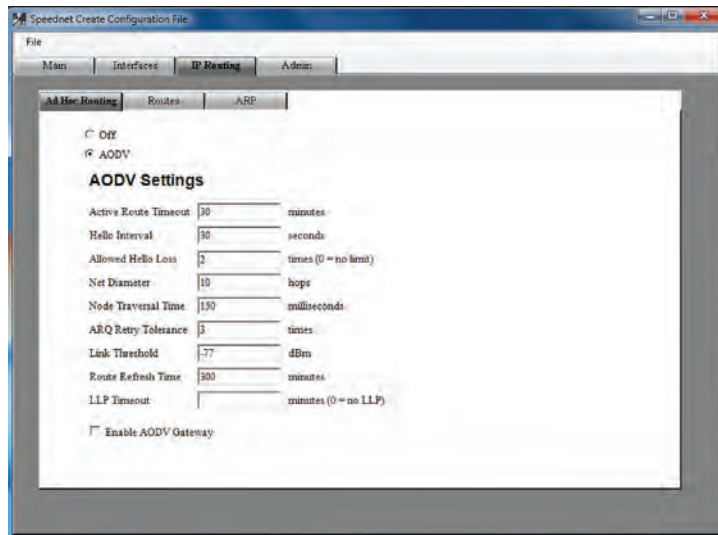 Speednet Create Configuration File
File
Main Interfaces IP Routing Admin
Ad Hoc Routing Routes ARP
Off
AODV
AODV Settings
Active Route Timeout 30 minutes
Hello Interval 30 seconds
Allowed Hello Loss 2 times (0 = no limit)
Net Diameter 10 hops
Node Traversal Time 150 milliseconds
ARQ Retry Tolerance 3 times
Link Threshold -77 dBm
Route Refresh Time 300 minutes
LLP Timeout minutes (0 = no LLP)
Enable AODV Gateway